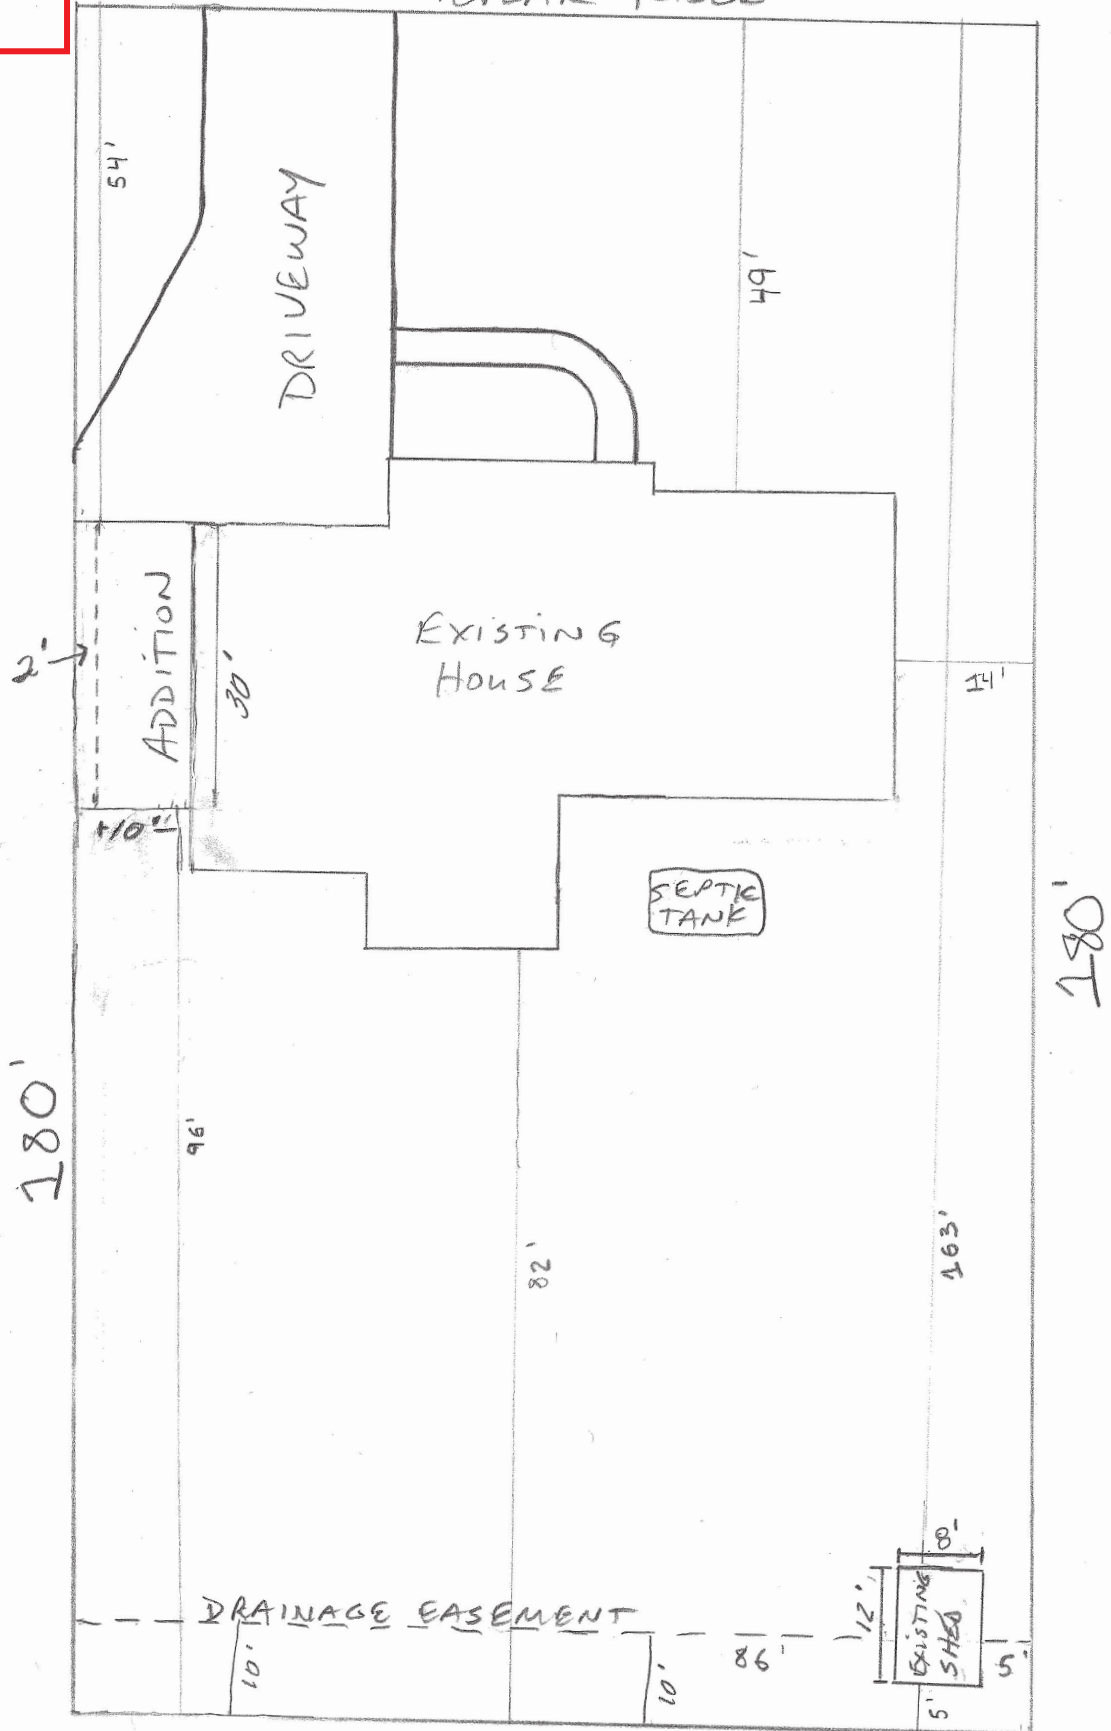 54'
DRIVEWAY
49'
2'
ADDITION
30'
EXISTING
HOUSE
14'
SEPTIC
TANK
180'
180'
96'
82'
163'
8'
12'
EXISTING
SHED
DRAINAGE EASEMENT
86'
5'
10'
10'
5'